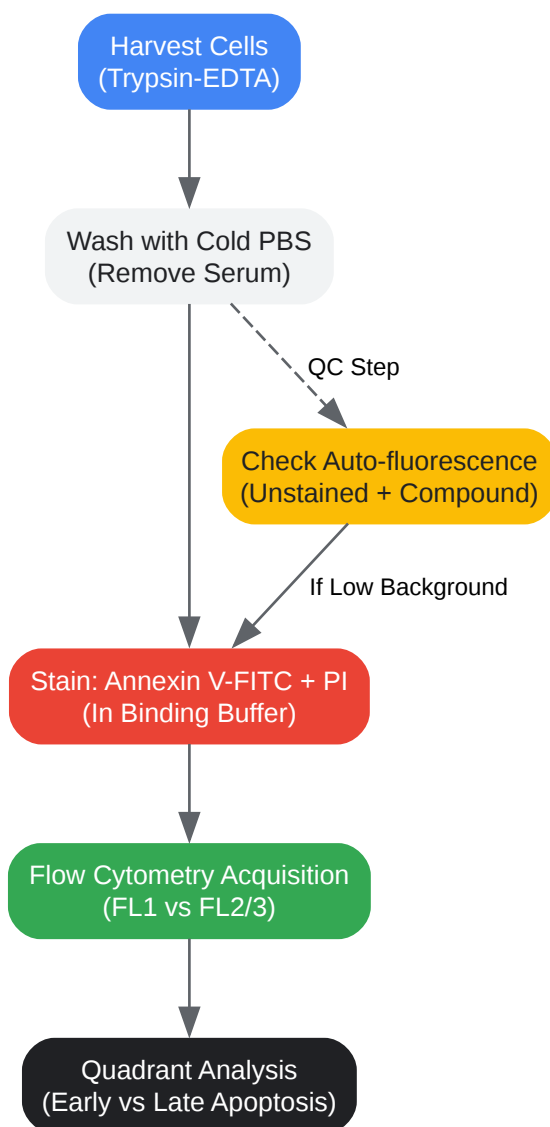 Harvest Cells
(Trypsin-EDTA)
Wash with Cold PBS
(Remove Serum)
QC Step
Check Auto-fluorescence
(Unstained + Compound)
If Low Background
Stain: Annexin V-FITC + PI
(In Binding Buffer)
Flow Cytometry Acquisition
(FL1 vs FL2/3)
Quadrant Analysis
(Early vs Late Apoptosis)